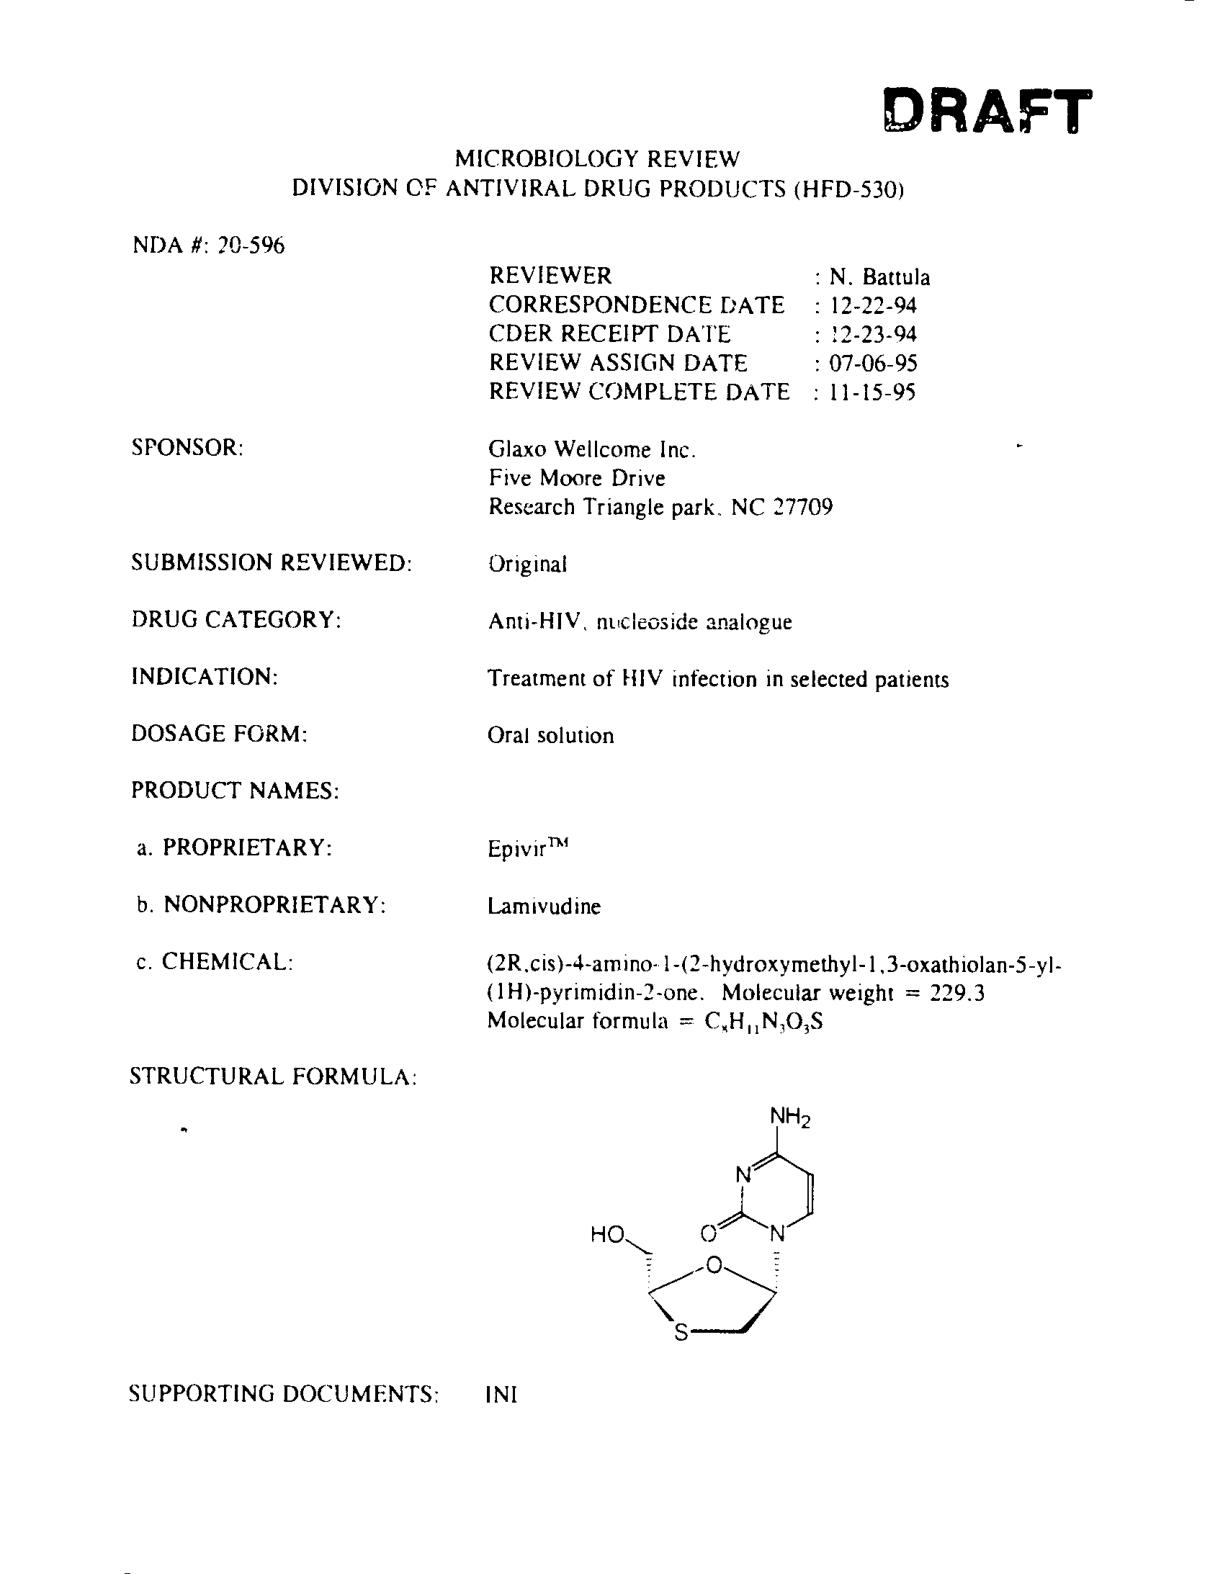 DRAFT
MICROBIOLOGY REVIEW
DIVISION OF ANTIVIRAL DRUG PRODUCTS (HFD-530)
NDA #: 20-596
REVIEWER : N. Battula
CORRESPONDENCE DATE : 12-22-94
CDER RECEIPT DATE : 12-23-94
REVIEW ASSIGN DATE : 07-06-95
REVIEW COMPLETE DATE : 11-15-95
SPONSOR: Glaxo Wellcome Inc.
Five Moore Drive
Research Triangle park, NC 27709
SUBMISSION REVIEWED: Original
DRUG CATEGORY: Anti-HIV, nucleoside analogue
INDICATION: Treatment of HIV infection in selected patients
DOSAGE FORM: Oral solution
PRODUCT NAMES:
a. PROPRIETARY: Epivir™
b. NONPROPRIETARY: Lamivudine
c. CHEMICAL: (2R,cis)-4-amino-1-(2-hydroxymethyl-1,3-oxathiolan-5-yl-
(1H)-pyrimidin-2-one. Molecular weight = 229.3
Molecular formula = C₈H₁₁N₃O₃S
STRUCTURAL FORMULA:
NH₂
N
HO O N
O
S
SUPPORTING DOCUMENTS: INI